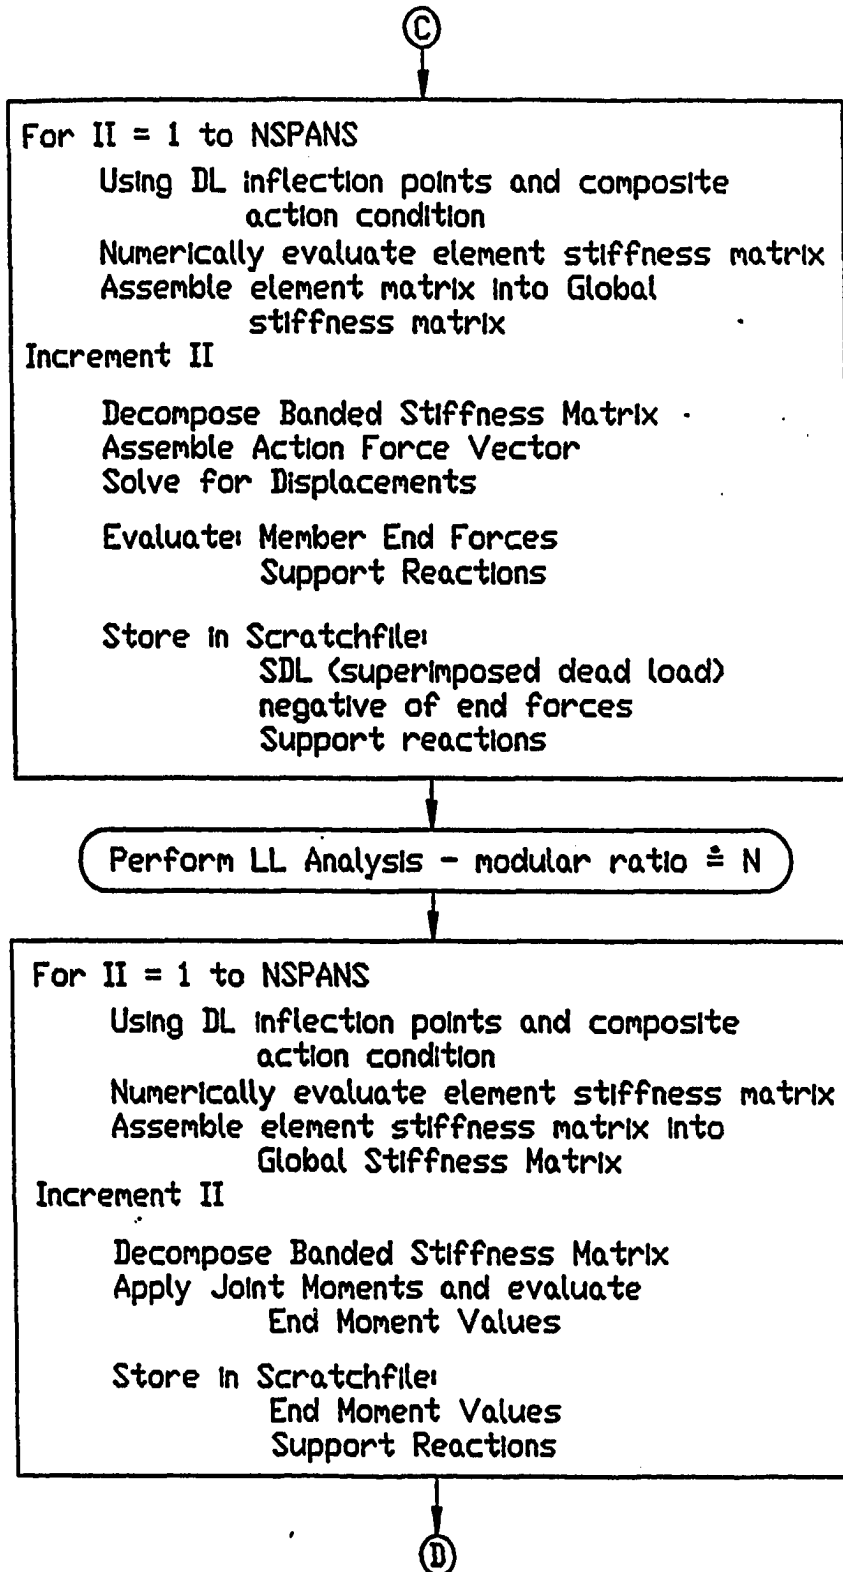 C
For II = 1 to NSPANS
Using DL inflection points and composite
action condition
Numerically evaluate element stiffness matrix
Assemble element matrix into Global
stiffness matrix
Increment II
Decompose Banded Stiffness Matrix
Assemble Action Force Vector
Solve for Displacements
Evaluate: Member End Forces
Support Reactions
Store in Scratchfile:
SDL (superimposed dead load)
negative of end forces
Support reactions
Perform LL Analysis - modular ratio ≐ N
For II = 1 to NSPANS
Using DL inflection points and composite
action condition
Numerically evaluate element stiffness matrix
Assemble element stiffness matrix into
Global Stiffness Matrix
Increment II
Decompose Banded Stiffness Matrix
Apply Joint Moments and evaluate
End Moment Values
Store in Scratchfile:
End Moment Values
Support Reactions
D